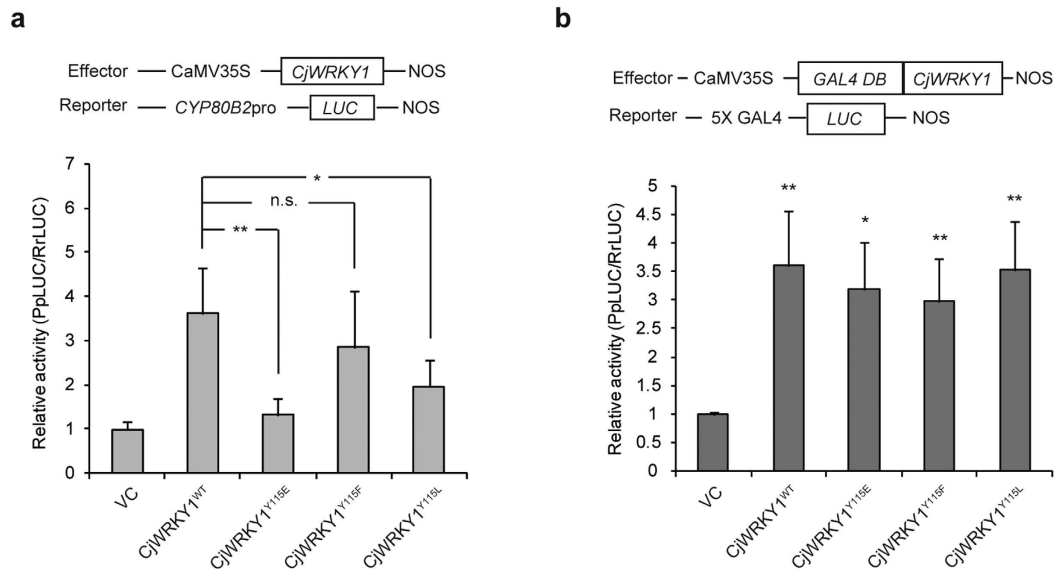 a
Effector CaMV35S CjWRKY1 NOS
Reporter CYP80B2pro LUC NOS
Relative activity (PpLUC/RrLUC)
7
6
5
4
3
2
1
0
*
n.s.
**
VC
CjWRKY1WT
CjWRKY1Y115E
CjWRKY1Y115F
CjWRKY1Y115L
b
Effector CaMV35S GAL4 DB CjWRKY1 NOS
Reporter 5X GAL4 LUC NOS
Relative activity (PpLUC/RrLUC)
5
4.5
4
3.5
3
2.5
2
1.5
1
0.5
0
** * ** **
VC
CjWRKY1WT
CjWRKY1Y115E
CjWRKY1Y115F
CjWRKY1Y115L